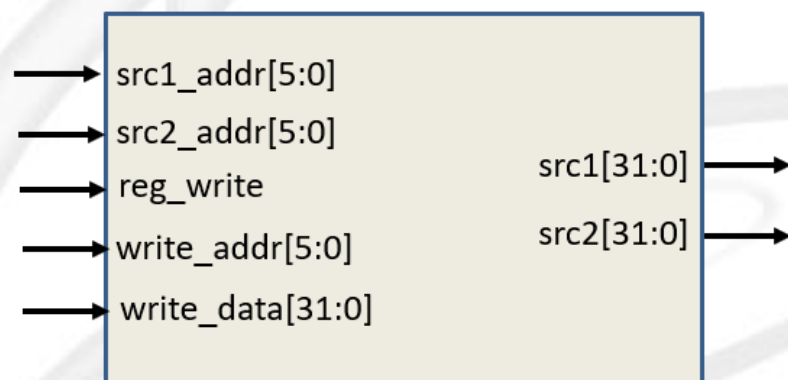 src1_addr[5:0]
src2_addr[5:0]
reg_write
write_addr[5:0]
write_data[31:0]
src1[31:0]
src2[31:0]